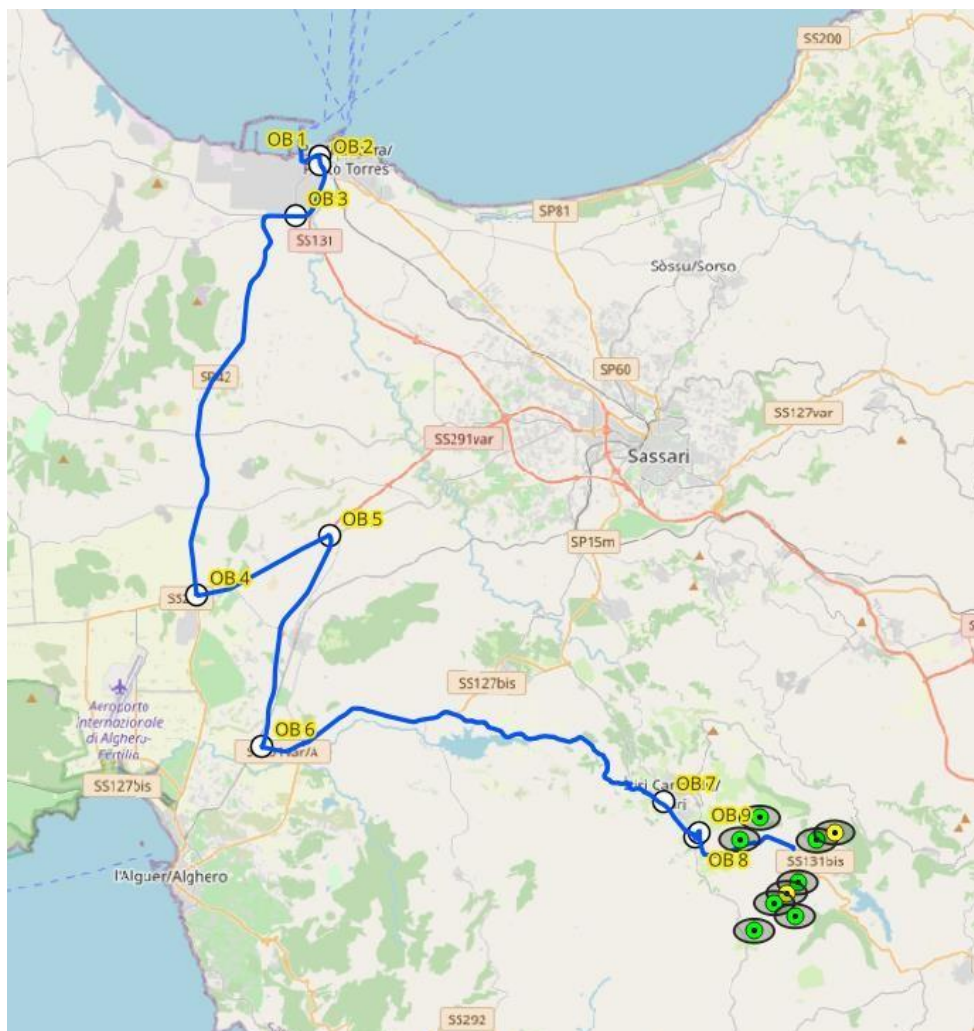 SS200
OB 1
OB 2
Torres
OB 3
SP81
SS131
Sòssu/Sorso
SP42
SP60
SS127var
SS291var
Sassari
OB 5
SP15m
OB 4
SS127bis
Aeroporto
Internazionale
di Alghero-
Fertilia
OB 6
SS127bis
OB 7
OB 9
OB 8
SS131bis
l'Alguer/Alghero
SS292